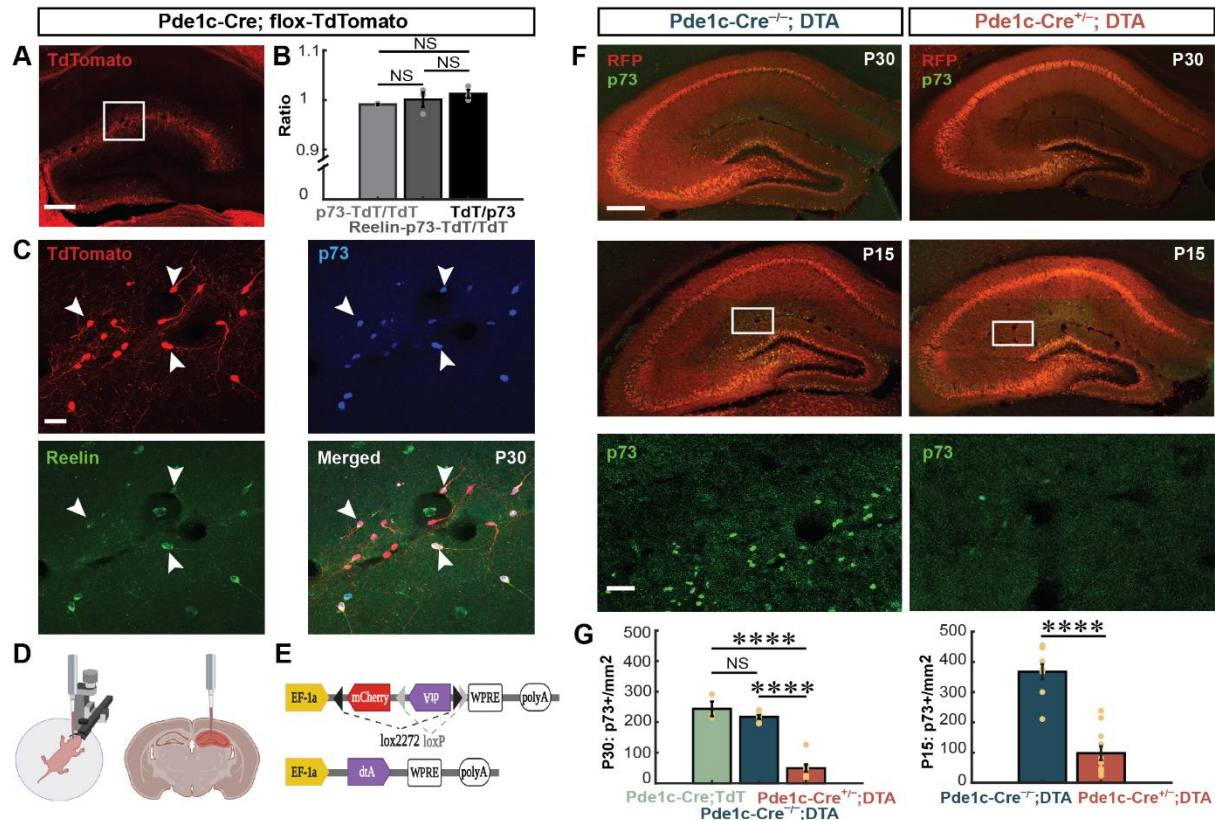 Pde1c-Cre; flox-TdTomato
A
TdTomato
B
1.1
1
0.9
0
Ratio
NS
NS
NS
p73-TdT/TdT
TdT/p73
Reelin-p73-TdT/TdT
C
TdTomato
p73
Reelin
Merged
P30
D
E
EF-1a
mCherry
dtA
WPRE
polyA
lox2272
loxP
EF-1a
dtA
WPRE
polyA
Pde1c-Cre−/−; DTA
Pde1c-Cre+/−; DTA
F
RFP
p73
P30
P30
P15
P15
p73
p73
G
P30: p73+/mm2
500
400
300
200
100
0
****
NS
****
Pde1c-Cre;TdT
Pde1c-Cre+/−;DTA
Pde1c-Cre−/−;DTA
P15: p73+/mm2
500
400
300
200
100
0
****
Pde1c-Cre−/−;DTA
Pde1c-Cre+/−;DTA